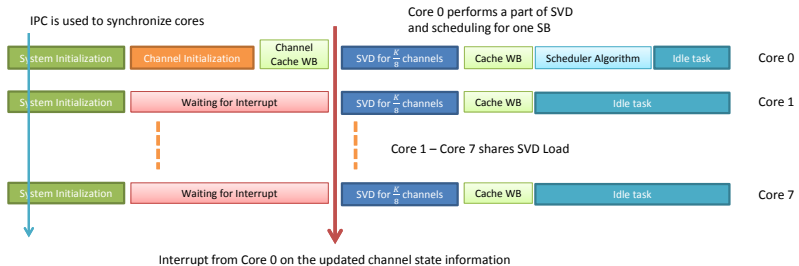 IPC is used to synchronize cores
Core 0 performs a part of SVD
and scheduling for one SB
System Initialization
Channel Initialization
Channel
Cache WB
SVD for K/8 channels
Cache WB
Scheduler Algorithm
Idle task
Core 0
System Initialization
Waiting for Interrupt
SVD for K/8 channels
Cache WB
Idle task
Core 1
Core 1 – Core 7 shares SVD Load
System Initialization
Waiting for Interrupt
SVD for K/8 channels
Cache WB
Idle task
Core 7
Interrupt from Core 0 on the updated channel state information